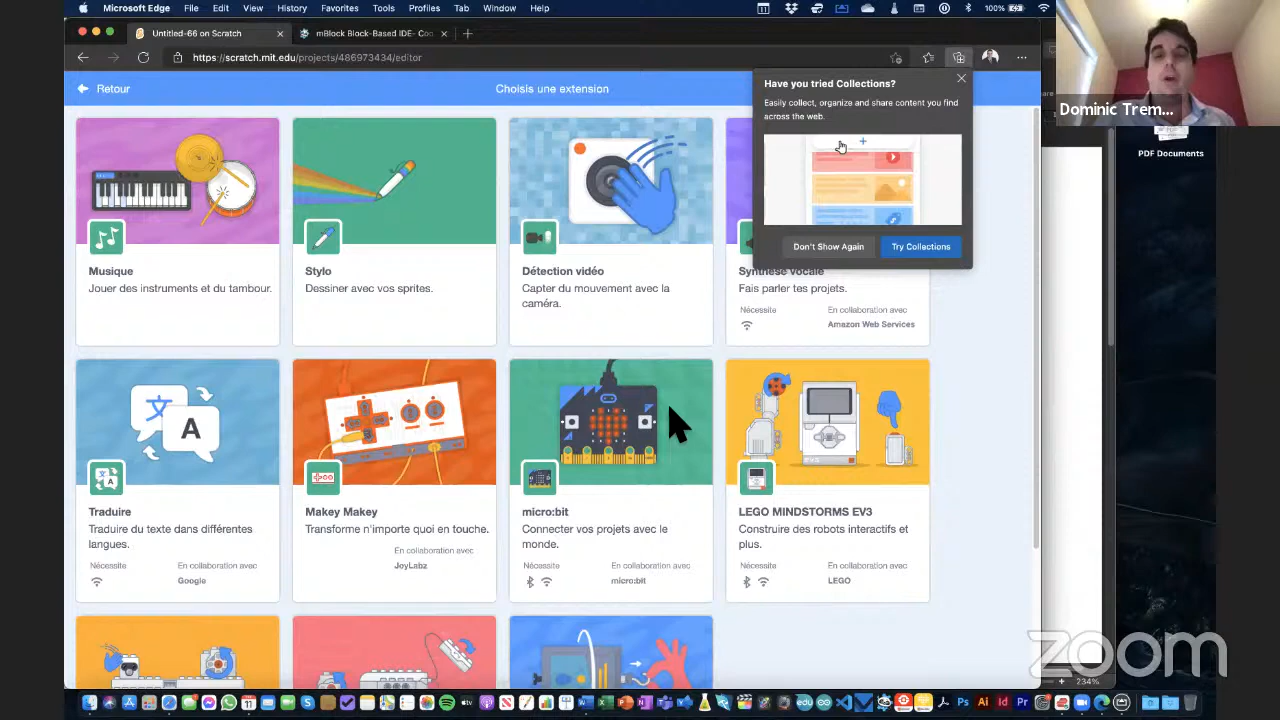 Microsoft Edge File Edit View History Favorites Tools Profiles Tab Window Help
100%
Untitled-66 on Scratch
mBlock Block-Based IDE- Coo
https://scratch.mit.edu/projects/486973434/editor
Retour
Choisis une extension
Have you tried Collections?
Easily collect, organize and share content you find
across the web.
Don't Show Again
Try Collections
Dominic Trem...
PDF Documents
Musique
Jouer des instruments et du tambour.
Stylo
Dessiner avec vos sprites.
Détection vidéo
Capter du mouvement avec la
caméra.
Synthèse vocale
Fais parler tes projets.
Nécessite
En collaboration avec
Amazon Web Services
文
A
Traduire
Traduire du texte dans différentes
langues.
Nécessite
En collaboration avec
Google
Makey Makey
Transforme n'importe quoi en touche.
En collaboration avec
JoyLabz
micro:bit
Connecter vos projets avec le
monde.
Nécessite
En collaboration avec
micro:bit
LEGO MINDSTORMS EV3
Construire des robots interactifs et
plus.
Nécessite
En collaboration avec
LEGO
zoom
234%